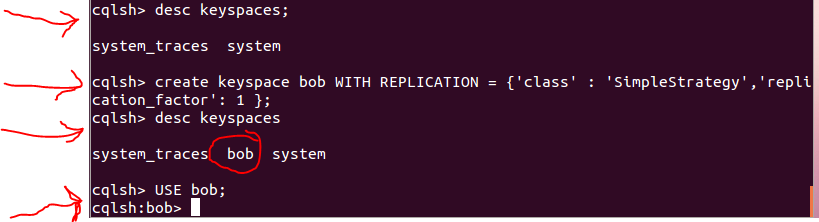 cqlsh> desc keyspaces;
system_traces  system
cqlsh> create keyspace bob WITH REPLICATION = {'class' : 'SimpleStrategy','repli
cation_factor': 1 };
cqlsh> desc keyspaces
system_traces  bob  system
cqlsh> USE bob;
cqlsh:bob>